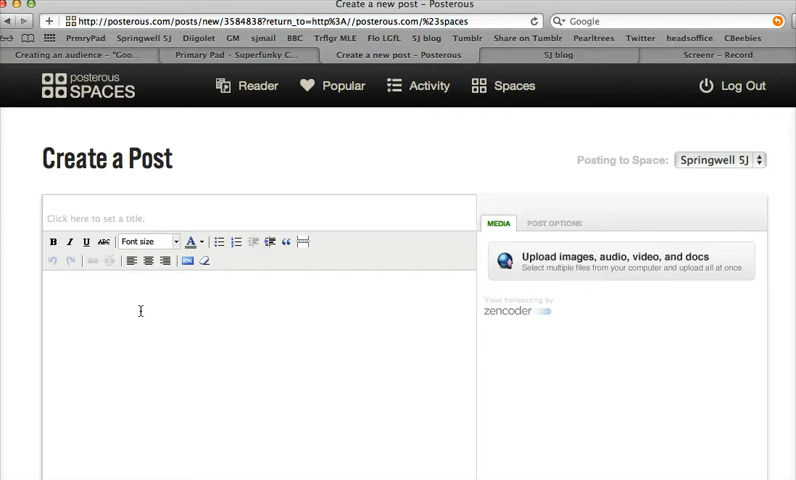 Create a new post – Posterous
http://posterous.com/posts/new/3584838?return_to=http%3A//posterous.com/%23spaces
Google
PrmryPad Springwell 5J Diigolet GM sjmail BBC Trflgr MLE Flo LGFL 5J blog Tumblr Share on Tumblr Pearltrees Twitter headsoffice CBeebies
Creating an audience – "Goo... Primary Pad – Superfunky C... Create a new post – Posterous 5J blog Screenr – Record
posterous
SPACES
Reader Popular Activity Spaces Log Out
Create a Post
Posting to Space: Springwell 5J
Click here to set a title.
MEDIA POST OPTIONS
B I U ABC Font size A
HTML
Upload images, audio, video, and docs
Select multiple files from your computer and upload all at once
Video transcoding by
zencoder